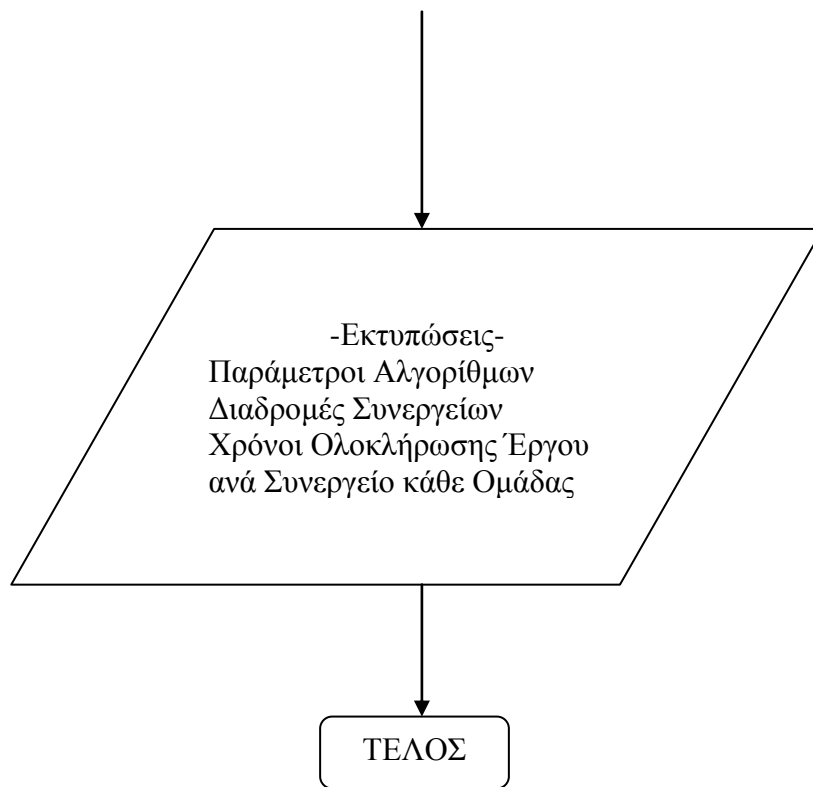 -Εκτυπώσεις-
Παράμετροι Αλγορίθμων
Διαδρομές Συνεργείων
Χρόνοι Ολοκλήρωσης Έργου
ανά Συνεργείο κάθε Ομάδας
ΤΕΛΟΣ